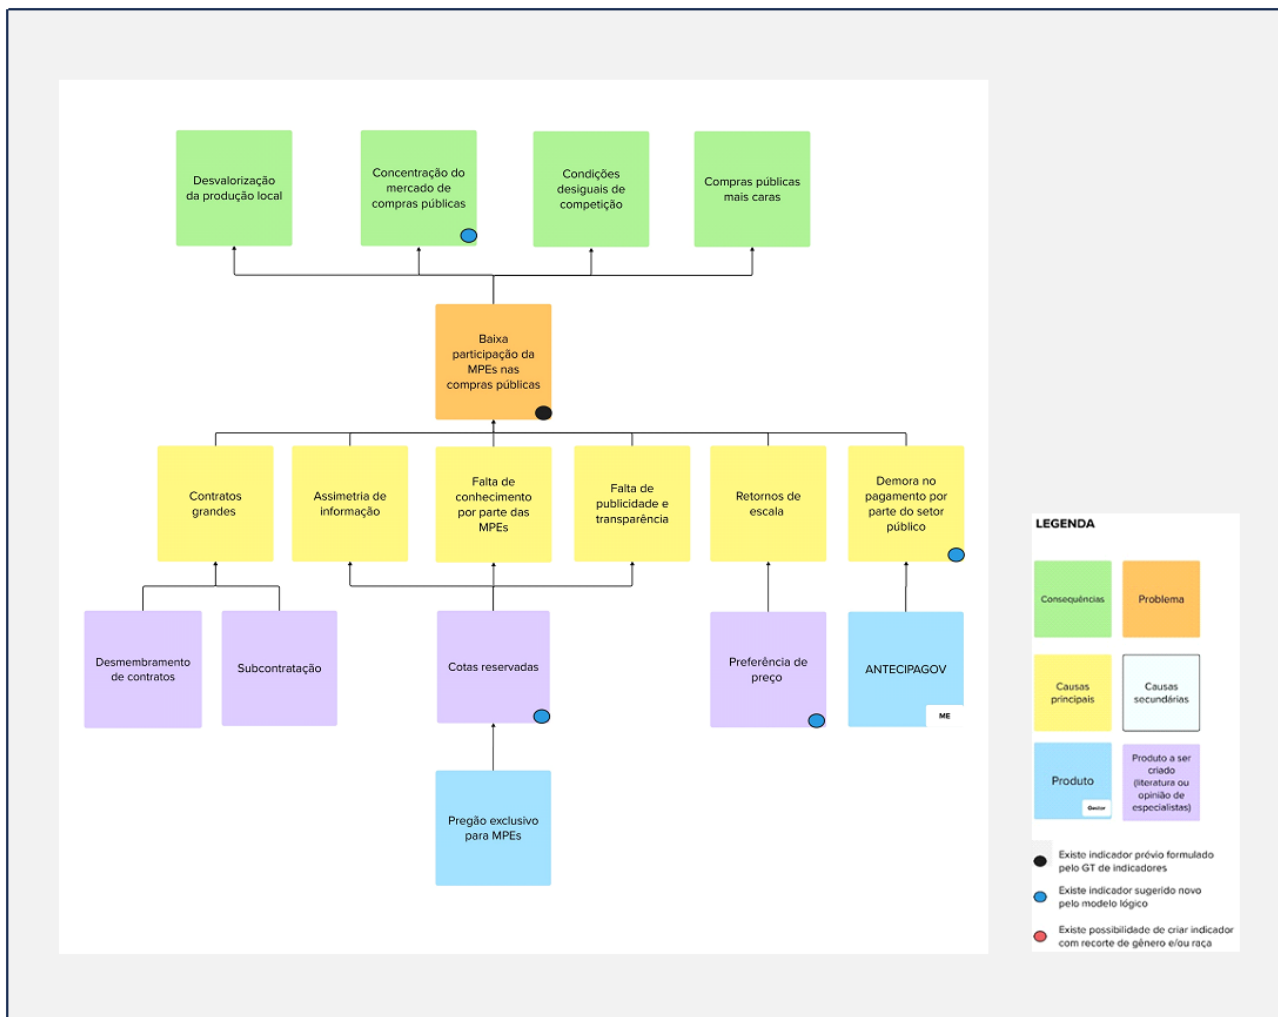 Desvalorização
da produção local
Concentração do
mercado de
compras públicas
Condições
desiguais de
competição
Compras públicas
mais caras
Baixa
participação da
MPEs nas
compras públicas
Contratos
grandes
Assimetria de
informação
Falta de
conhecimento
por parte das
MPEs
Falta de
publicidade e
transparência
Retornos de
escala
Demora no
pagamento por
parte do setor
público
Desmembramento
de contratos
Subcontratação
Cotas reservadas
Preferência de
preço
ANTECIPAGOV
ME
Pregão exclusivo
para MPEs
LEGENDA
Consequências
Problema
Causas
principais
Causas
secundárias
Produto
Gestor
Produto a ser
criado
(literatura ou
opinião de
especialistas)
Existe indicador prévio formulado
pelo GT de indicadores
Existe indicador sugerido novo
pelo modelo lógico
Existe possibilidade de criar indicador
com recorte de gênero e/ou raça